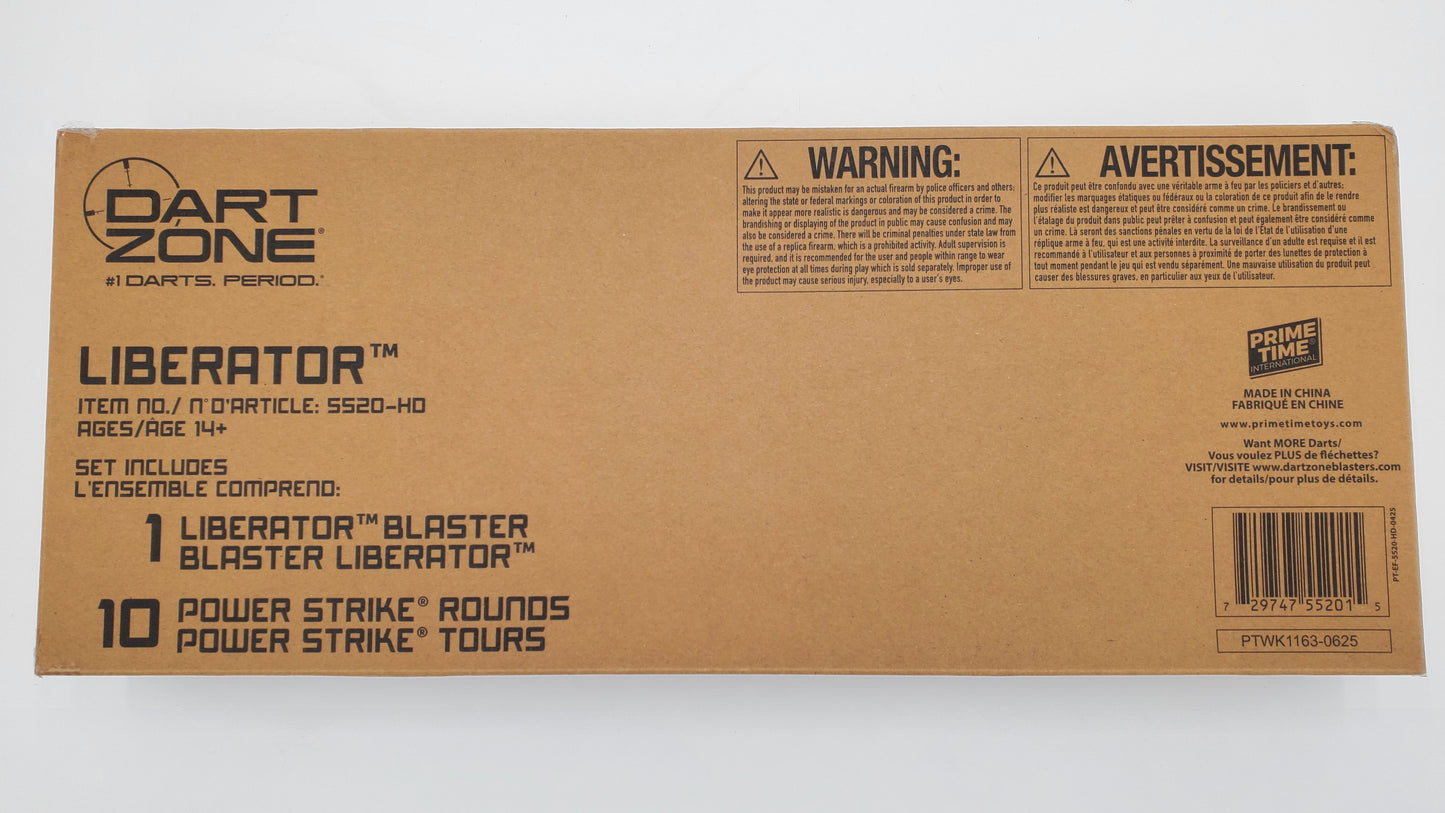 DART
ZONE®
#1 DARTS. PERIOD.®
LIBERATOR™
ITEM NO./ N°D'ARTICLE: 5520-HD
AGES/ÂGE 14+
SET INCLUDES
L'ENSEMBLE COMPREND:
1 LIBERATOR™ BLASTER
BLASTER LIBERATOR™
10 POWER STRIKE® ROUNDS
POWER STRIKE® TOURS
WARNING:
This product may be mistaken for an actual firearm by police officers and others;
altering the state or federal markings or coloration of this product in order to
make it appear more realistic is dangerous and may be considered a crime. The
brandishing or displaying of the product in public may cause confusion and may
also be considered a crime. There will be criminal penalties under state law from
the use of a replica firearm, which is a prohibited activity. Adult supervision is
required, and it is recommended for the user and people within range to wear
eye protection at all times during play which is sold separately. Improper use of
the product may cause serious injury, especially to a user's eyes.
AVERTISSEMENT:
Ce produit peut être confondu avec une véritable arme à feu par les policiers et d'autres;
modifier les marquages étatiques ou fédéraux ou la coloration de ce produit afin de le rendre
plus réaliste est dangereux et peut être considéré comme un crime. Le brandissement ou
l'étalage du produit dans public peut prêter à confusion et peut également être considéré comme
un crime. Là seront des sanctions pénales en vertu de la loi de l'État de l'utilisation d'une
réplique arme à feu, qui est une activité interdite. La surveillance d'un adulte est requise et il est
recommandé à l'utilisateur et aux personnes à proximité de porter des lunettes de protection à
tout moment pendant le jeu qui est vendu séparément. Une mauvaise utilisation du produit peut
causer des blessures graves, en particulier aux yeux de l'utilisateur.
PRIME
TIME®
INTERNATIONAL
MADE IN CHINA
FABRIQUÉ EN CHINE
www.primetimetoys.com
Want MORE Darts/
Vous voulez PLUS de fléchettes?
VISIT/VISITE www.dartzoneblasters.com
for details/pour plus de détails.
7 29747 55201 5
PT-EF-5520-HD-0425
PTWK1163-0625